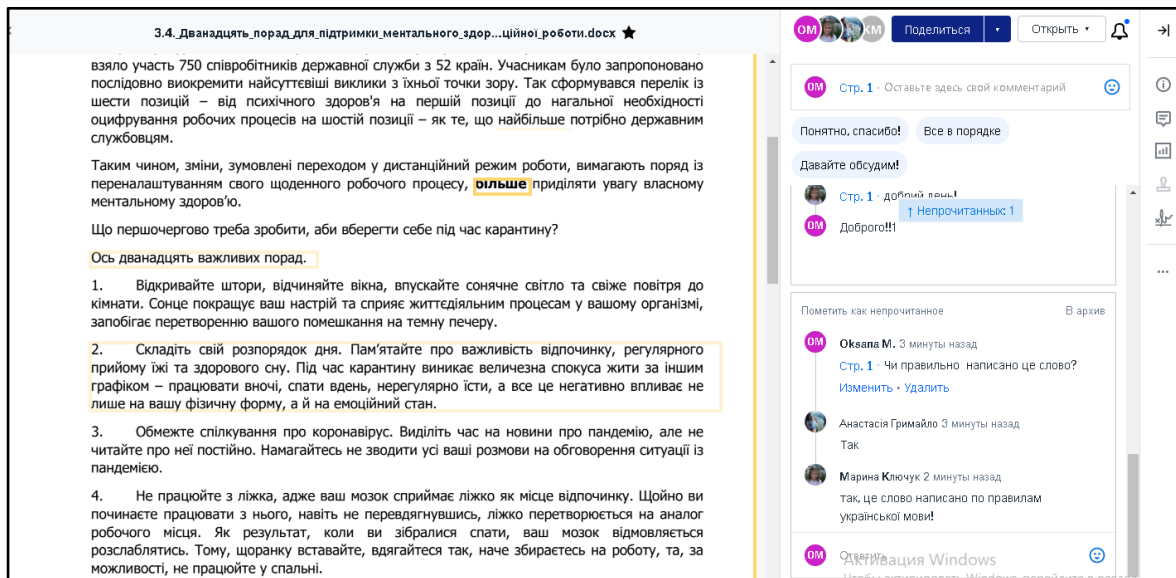 3.4._Дванадцять_порад_для_підтримки_ментального_здор...ційної_роботи.docx ★
OM
КМ
Поделиться
Открыть
взяло участь 750 співробітників державної служби з 52 країн. Учасникам було запропоновано
послідовно виокремити найсуттєвіші виклики з їхньої точки зору. Так сформувався перелік із
шести позицій – від психічного здоров'я на першій позиції до нагальної необхідності
оцифрування робочих процесів на шостій позиції – як те, що найбільше потрібно державним
службовцям.
Таким чином, зміни, зумовлені переходом у дистанційний режим роботи, вимагають поряд із
переналаштуванням свого щоденного робочого процесу, більше приділяти увагу власному
ментальному здоров’ю.
Що першочергово треба зробити, аби вберегти себе під час карантину?
Ось дванадцять важливих порад.
1. Відкривайте штори, відчиняйте вікна, впускайте сонячне світло та свіже повітря до
кімнати. Сонце покращує ваш настрій та сприяє життєдіяльним процесам у вашому організмі,
запобігає перетворенню вашого помешкання на темну печеру.
2. Складіть свій розпорядок дня. Пам’ятайте про важливість відпочинку, регулярного
прийому їжі та здорового сну. Під час карантину виникає величезна спокуса жити за іншим
графіком – працювати вночі, спати вдень, нерегулярно їсти, а все це негативно впливає не
лише на вашу фізичну форму, а й на емоційний стан.
3. Обмежте спілкування про коронавірус. Виділіть час на новини про пандемію, але не
читайте про неї постійно. Намагайтесь не зводити усі ваші розмови на обговорення ситуації із
пандемією.
4. Не працюйте з ліжка, адже ваш мозок сприймає ліжко як місце відпочинку. Щойно ви
починаєте працювати з нього, навіть не перевдягнувшись, ліжко перетворюється на аналог
робочого місця. Як результат, коли ви зібралися спати, ваш мозок відмовляється
розслаблятись. Тому, щоранку вставайте, вдягайтеся так, наче збираєтесь на роботу, та, за
можливості, не працюйте у спальні.
OM
Стр. 1 · Оставьте здесь свой комментарий
Понятно, спасибо!
Все в порядке
Давайте обсудим!
Стр. 1 · добрий день!
↑ Непрочитанных: 1
OM
Доброго!!1
Пометить как непрочитанное
В архив
OM
Oksana M. 3 минуты назад
Стр. 1 · Чи правильно написано це слово?
Изменить · Удалить
Анастасія Гримайло 3 минуты назад
Так
Марина Ключук 2 минуты назад
так, це слово написано по правилам
української мови!
OM
Ответить
Активация Windows